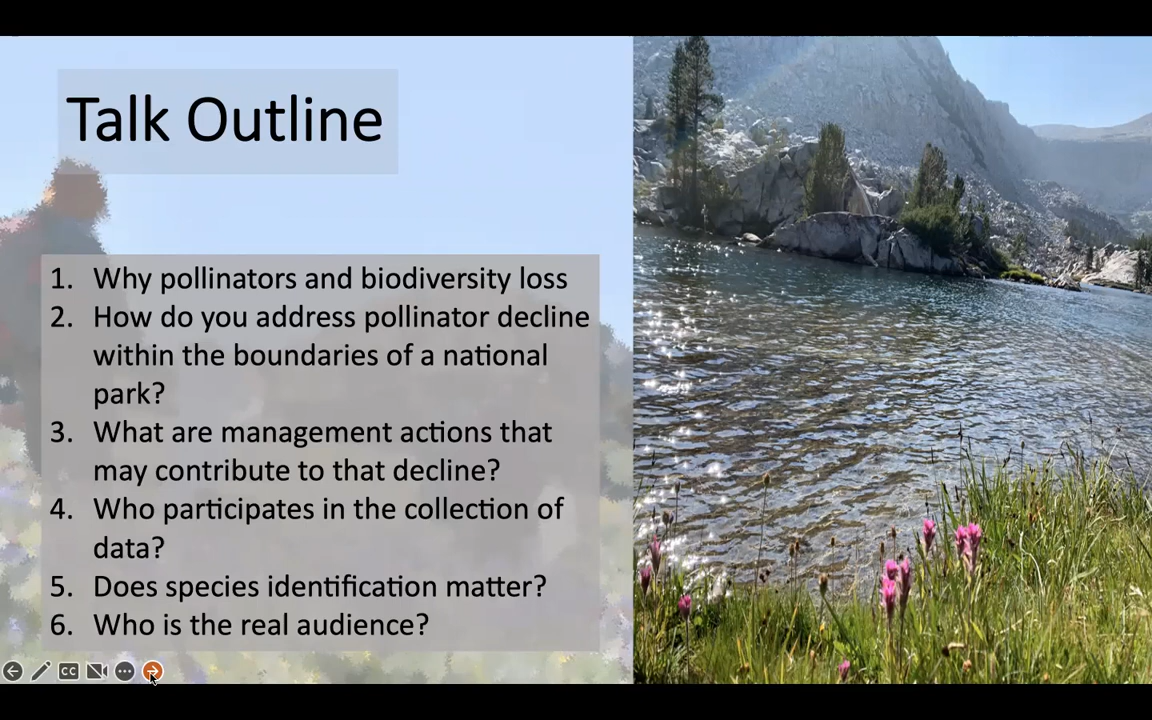 Talk Outline
1. Why pollinators and biodiversity loss
2. How do you address pollinator decline
within the boundaries of a national
park?
3. What are management actions that
may contribute to that decline?
4. Who participates in the collection of
data?
5. Does species identification matter?
6. Who is the real audience?
CC